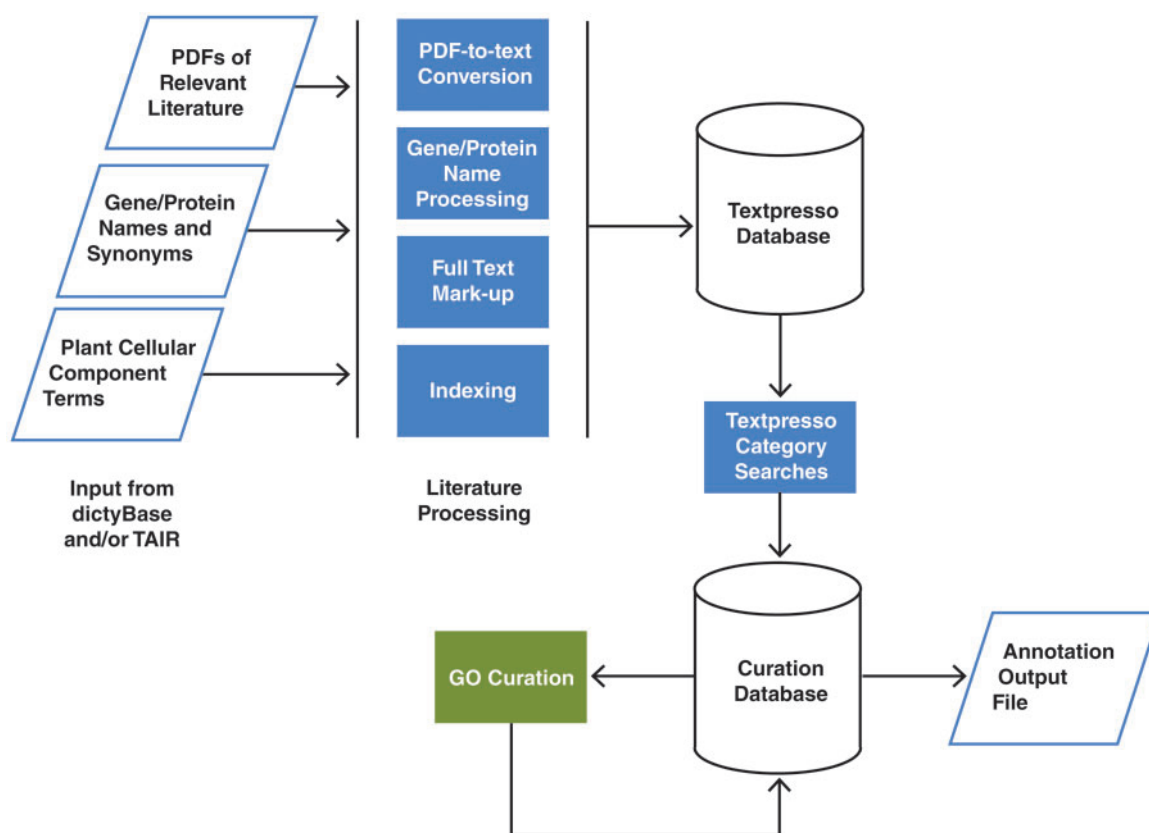 PDFs of
Relevant
Literature
Gene/Protein
Names and
Synonyms
Plant Cellular
Component
Terms
Input from
dictyBase
and/or TAIR
PDF-to-text
Conversion
Gene/Protein
Name
Processing
Full Text
Mark-up
Indexing
Literature
Processing
Textpresso
Database
Textpresso
Category
Searches
Curation
Database
GO Curation
Annotation
Output
File